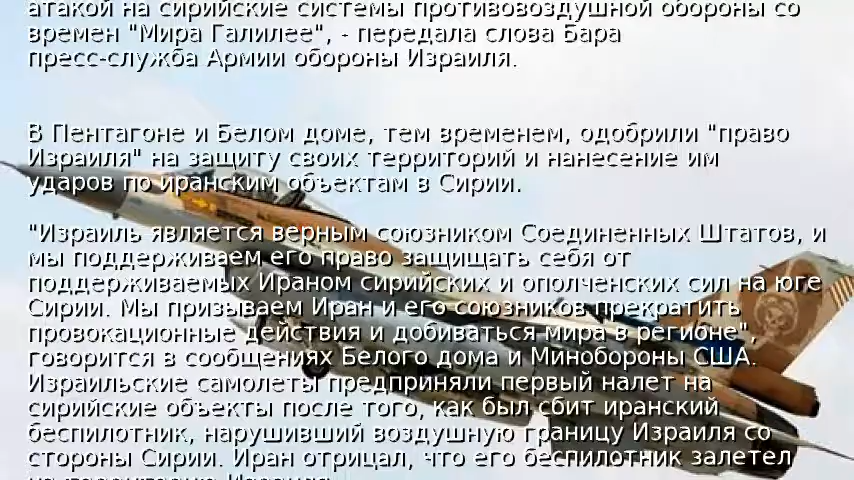 атакой на сирийские системы противовоздушной обороны со
времен "Мира Галилее", - передала слова Бара
пресс-служба Армии обороны Израиля.
В Пентагоне и Белом доме, тем временем, одобрили "право
Израиля" на защиту своих территорий и нанесение им
ударов по иранским объектам в Сирии.
"Израиль является верным союзником Соединенных Штатов, и
мы поддерживаем его право защищать себя от
поддерживаемых Ираном сирийских и ополченских сил на юге
Сирии. Мы призываем Иран и его союзников прекратить
провокационные действия и добиваться мира в регионе",
говорится в сообщениях Белого дома и Минобороны США.
Израильские самолеты предприняли первый налет на
сирийские объекты после того, как был сбит иранский
беспилотник, нарушивший воздушную границу Израиля со
стороны Сирии. Иран отрицал, что его беспилотник залетел